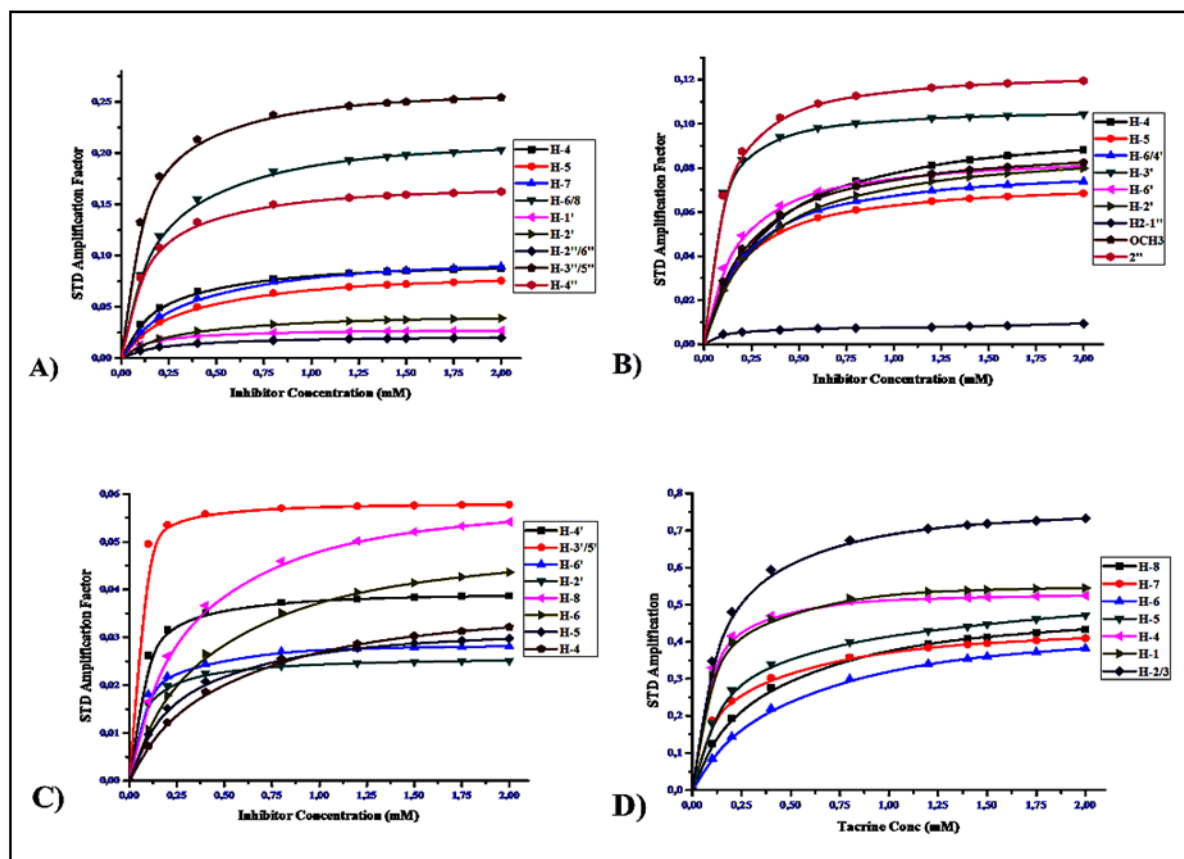 STD Amplification Factor
0,25
0,20
0,15
0,10
0,05
0,00
0,00 0,25 0,50 0,75 1,00 1,25 1,50 1,75 2,00
Inhibitor Concentration (mM)
A)
H-4
H-5
H-7
H-6/8
H-1'
H-2'
H-2''/6''
H-3''/5''
H-4''
STD Amplification Factor
0,12
0,10
0,08
0,06
0,04
0,02
0,00
0,00 0,25 0,50 0,75 1,00 1,25 1,50 1,75 2,00
Inhibitor Concentration (mM)
B)
H-4
H-5
H-6/4'
H-3'
H-6'
H-2'
H2-1''
OCH3
2''
STD Amplification Factor
0,06
0,05
0,04
0,03
0,02
0,01
0,00
0,00 0,25 0,50 0,75 1,00 1,25 1,50 1,75 2,00
Inhibitor Concentration (mM)
C)
H-4'
H-3'/5'
H-6'
H-2'
H-8
H-6
H-5
H-4
STD Amplification
0,8
0,7
0,6
0,5
0,4
0,3
0,2
0,1
0,0
0,00 0,25 0,50 0,75 1,00 1,25 1,50 1,75 2,00
Tacrine Conc (mM)
D)
H-8
H-7
H-6
H-5
H-4
H-1
H-2/3